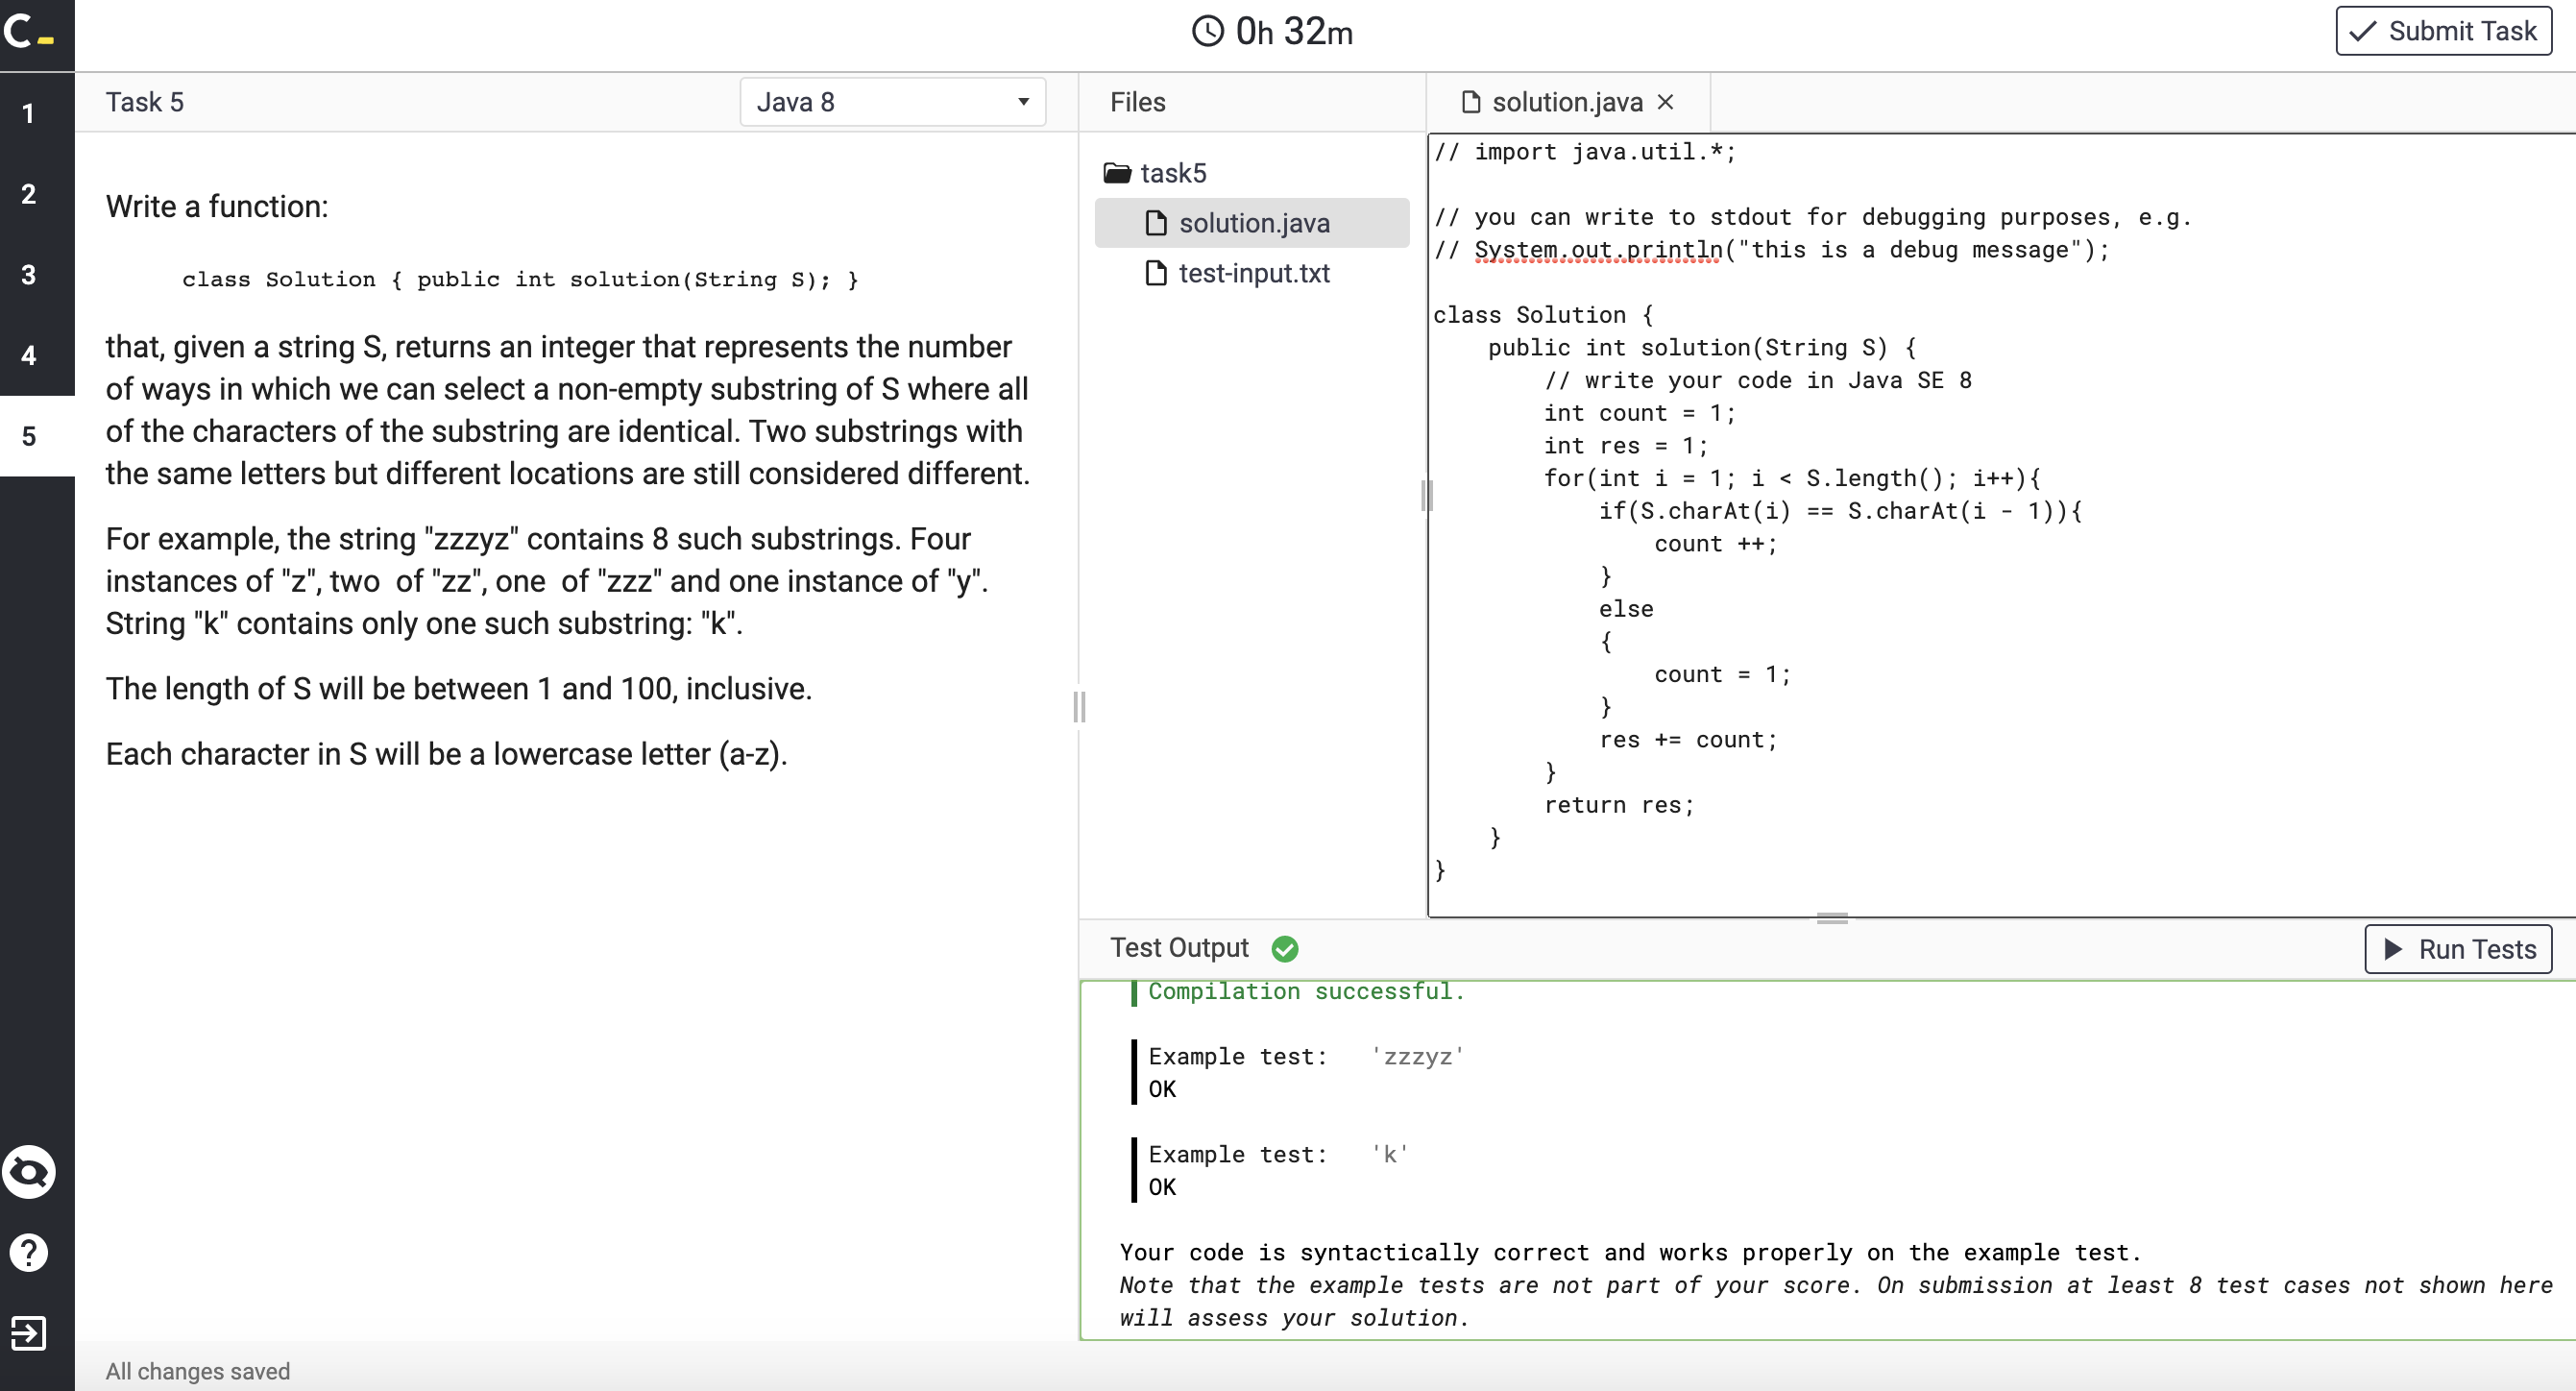 C_
0h 32m
Submit Task
1
2
3
4
5
Task 5
Java 8
Write a function:
class Solution { public int solution(String S); }
that, given a string S, returns an integer that represents the number
of ways in which we can select a non-empty substring of S where all
of the characters of the substring are identical. Two substrings with
the same letters but different locations are still considered different.
For example, the string "zzzyz" contains 8 such substrings. Four
instances of "z", two  of "zz", one  of "zzz" and one instance of "y".
String "k" contains only one such substring: "k".
The length of S will be between 1 and 100, inclusive.
Each character in S will be a lowercase letter (a-z).
All changes saved
Files
task5
solution.java
test-input.txt
solution.java ×
// import java.util.*;
// you can write to stdout for debugging purposes, e.g.
// System.out.println("this is a debug message");
class Solution {
    public int solution(String S) {
        // write your code in Java SE 8
        int count = 1;
        int res = 1;
        for(int i = 1; i < S.length(); i++){
            if(S.charAt(i) == S.charAt(i - 1)){
                count ++;
            }
            else
            {
                count = 1;
            }
            res += count;
        }
        return res;
    }
}
Test Output
Run Tests
Compilation successful.
Example test:   'zzzyz'
OK
Example test:   'k'
OK
Your code is syntactically correct and works properly on the example test.
Note that the example tests are not part of your score. On submission at least 8 test cases not shown here
will assess your solution.